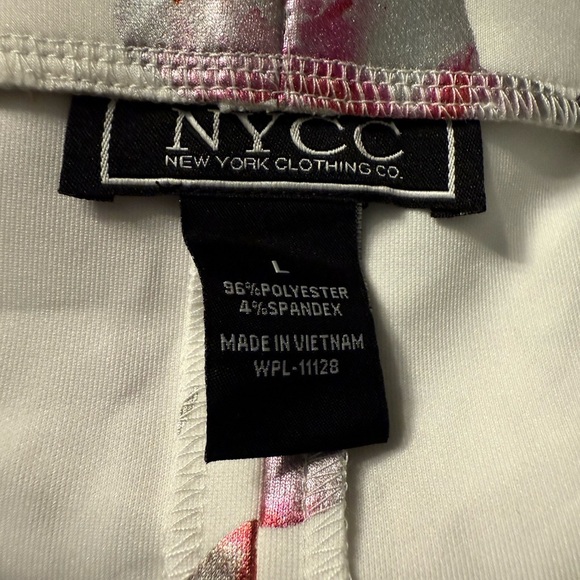 NYCC
NEW YORK CLOTHING CO.
L
96%POLYESTER
4%SPANDEX
MADE IN VIETNAM
WPL-11128